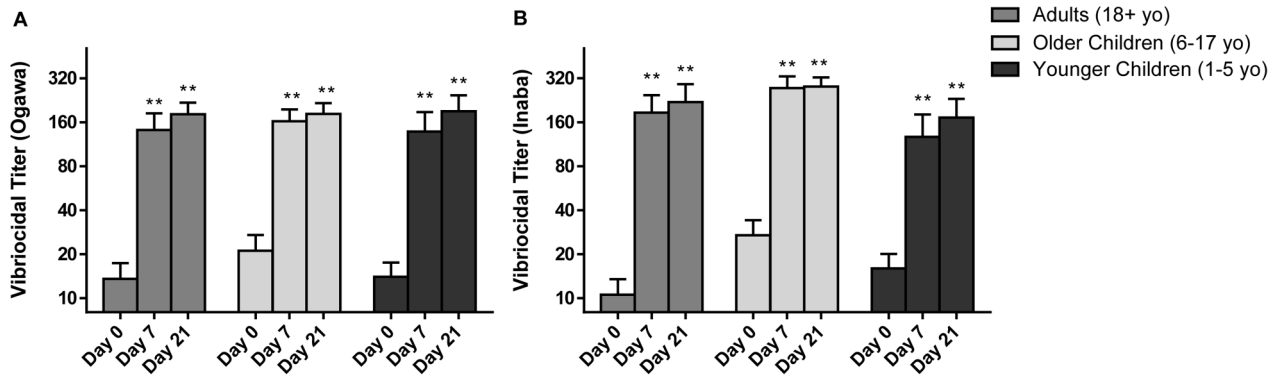 A
Vibriocidal Titer (Ogawa)
320
160
80
40
20
10
** ** ** ** ** **
Day 0 Day 7 Day 21 Day 0 Day 7 Day 21 Day 0 Day 7 Day 21
B
Vibriocidal Titer (Inaba)
320
160
80
40
20
10
** ** ** ** ** **
Day 0 Day 7 Day 21 Day 0 Day 7 Day 21 Day 0 Day 7 Day 21
Adults (18+ yo)
Older Children (6-17 yo)
Younger Children (1-5 yo)